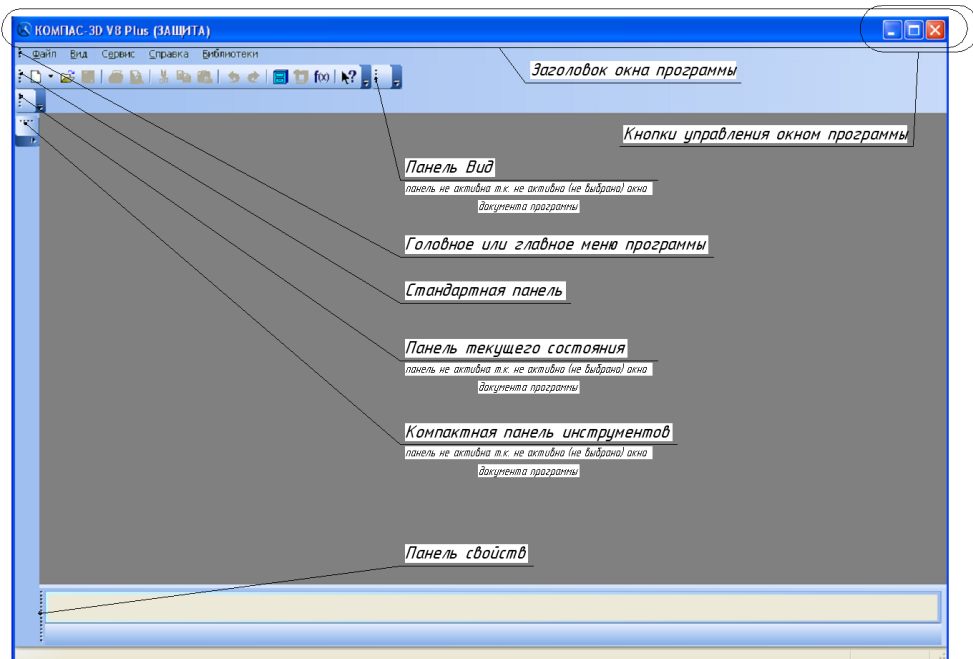 КОМПАС-3D V8 Plus (ЗАЩИТА)
Файл Вид Сервис Справка Библиотеки
f(x) ?
Заголовок окна программы
Кнопки управления окном программы
Панель Вид
панель не активна т.к. не активно (не выбрано) окно
документа программы
Головное или главное меню программы
Стандартная панель
Панель текущего состояния
панель не активна т.к. не активно (не выбрано) окно
документа программы
Компактная панель инструментов
панель не активна т.к. не активно (не выбрано) окно
документа программы
Панель свойств